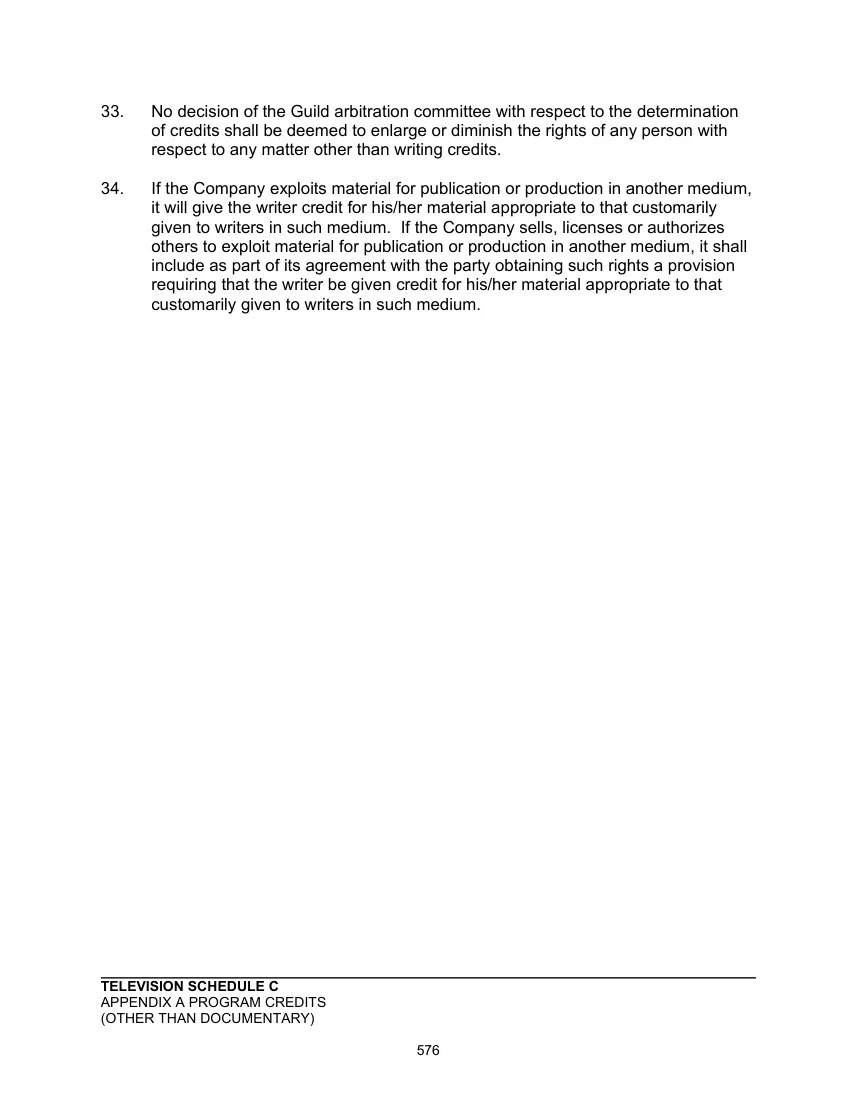 33. No decision of the Guild arbitration committee with respect to the determination
of credits shall be deemed to enlarge or diminish the rights of any person with
respect to any matter other than writing credits.
34. If the Company exploits material for publication or production in another medium,
it will give the writer credit for his/her material appropriate to that customarily
given to writers in such medium.  If the Company sells, licenses or authorizes
others to exploit material for publication or production in another medium, it shall
include as part of its agreement with the party obtaining such rights a provision
requiring that the writer be given credit for his/her material appropriate to that
customarily given to writers in such medium.
TELEVISION SCHEDULE C
APPENDIX A PROGRAM CREDITS
(OTHER THAN DOCUMENTARY)
576